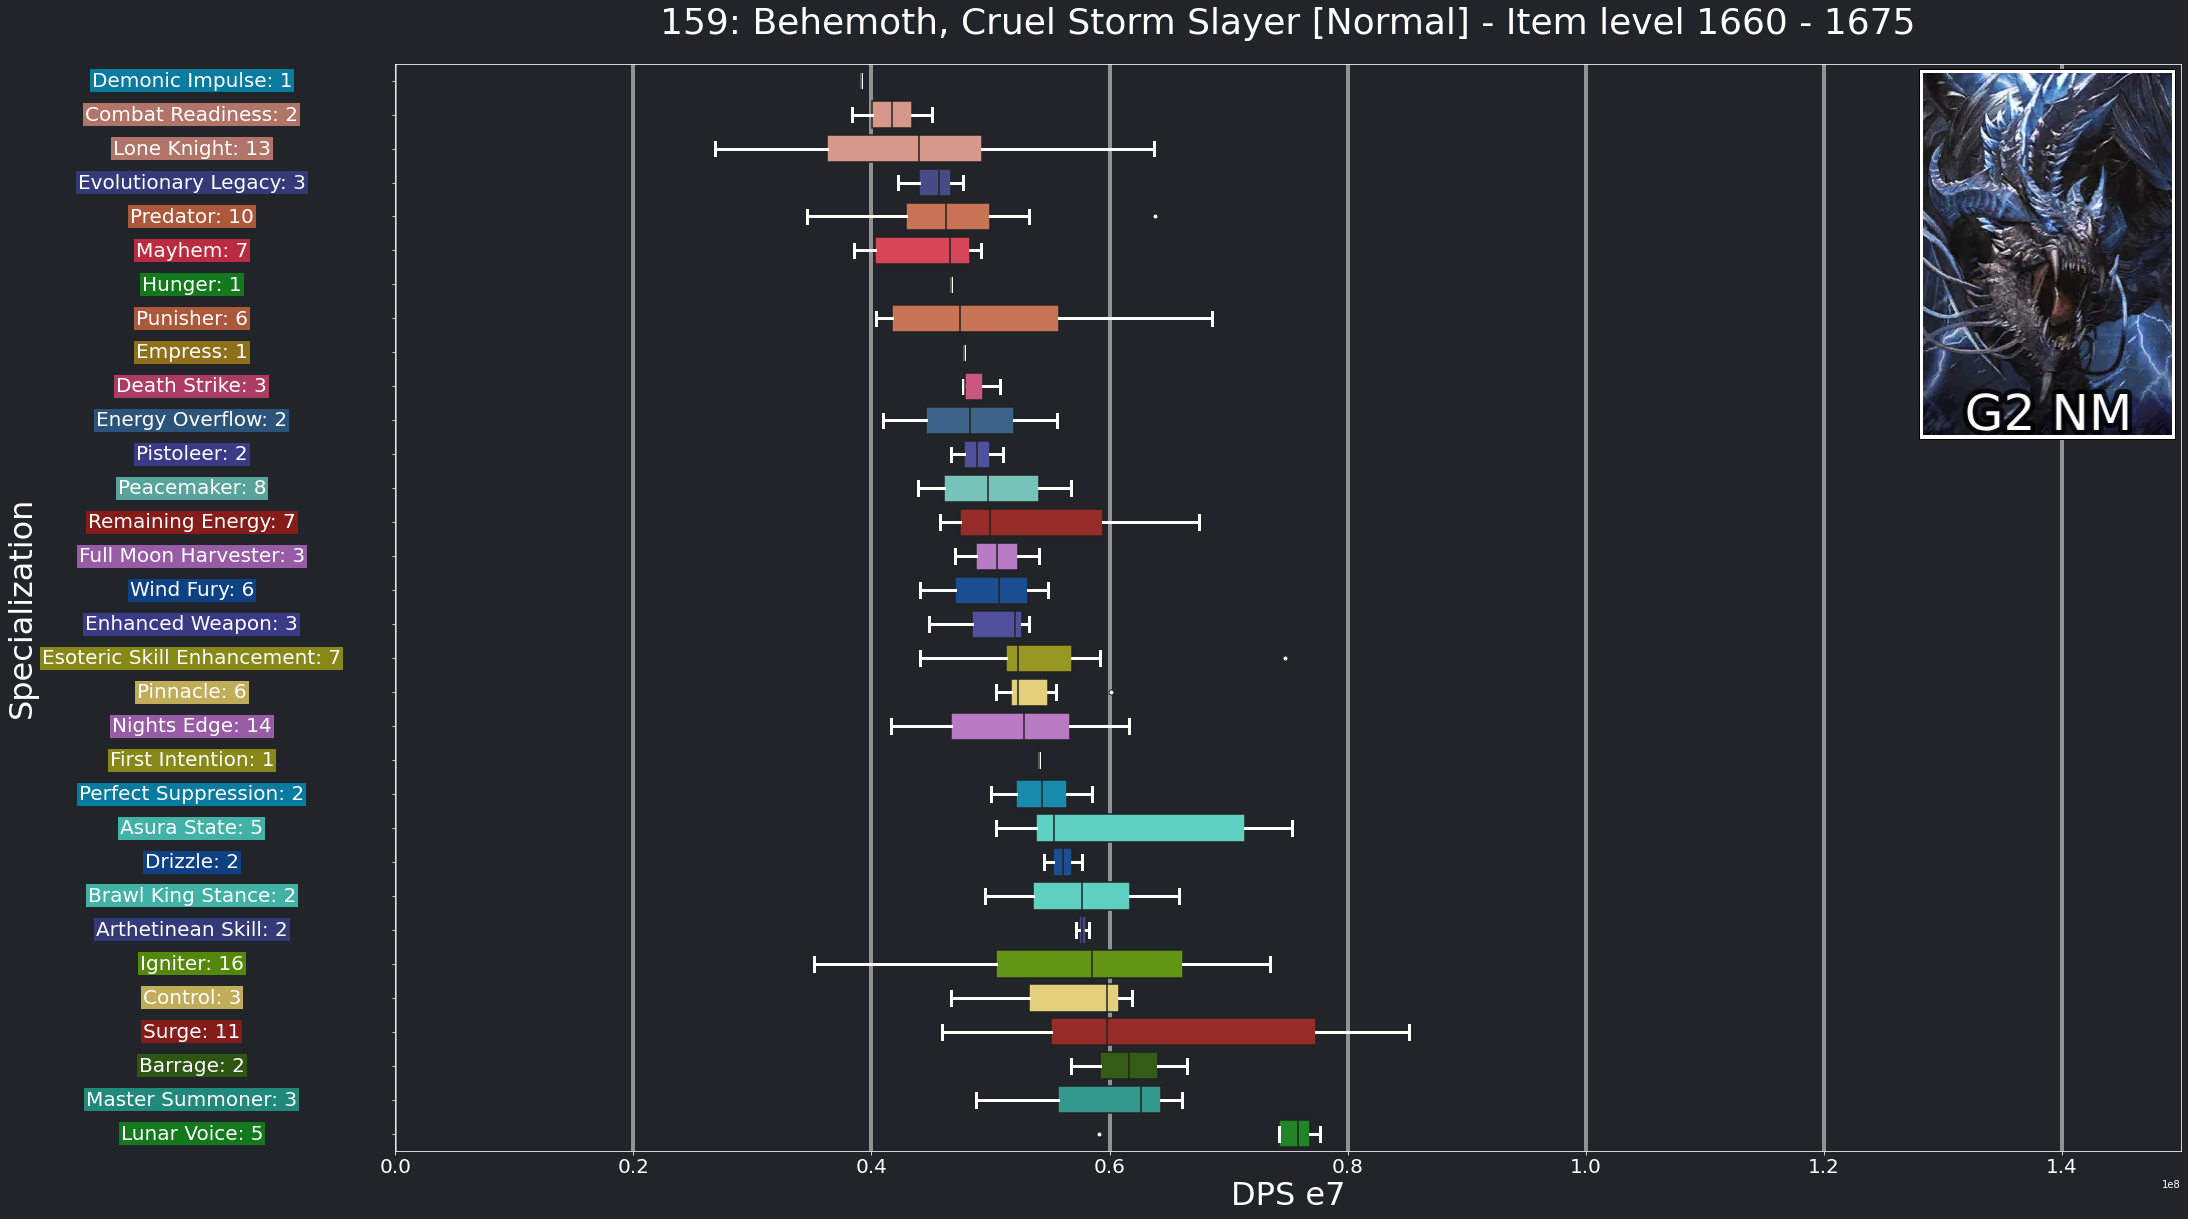 159: Behemoth, Cruel Storm Slayer [Normal] - Item level 1660 - 1675
Demonic Impulse: 1
Combat Readiness: 2
Lone Knight: 13
Evolutionary Legacy: 3
Predator: 10
Mayhem: 7
Hunger: 1
Punisher: 6
Empress: 1
Death Strike: 3
Energy Overflow: 2
Pistoleer: 2
Peacemaker: 8
Remaining Energy: 7
Full Moon Harvester: 3
Wind Fury: 6
Enhanced Weapon: 3
Esoteric Skill Enhancement: 7
Pinnacle: 6
Nights Edge: 14
First Intention: 1
Perfect Suppression: 2
Asura State: 5
Drizzle: 2
Brawl King Stance: 2
Arthetinean Skill: 2
Igniter: 16
Control: 3
Surge: 11
Barrage: 2
Master Summoner: 3
Lunar Voice: 5
Specialization
G2 NM
0.0 0.2 0.4 0.6 0.8 1.0 1.2 1.4
DPS e7
1e8